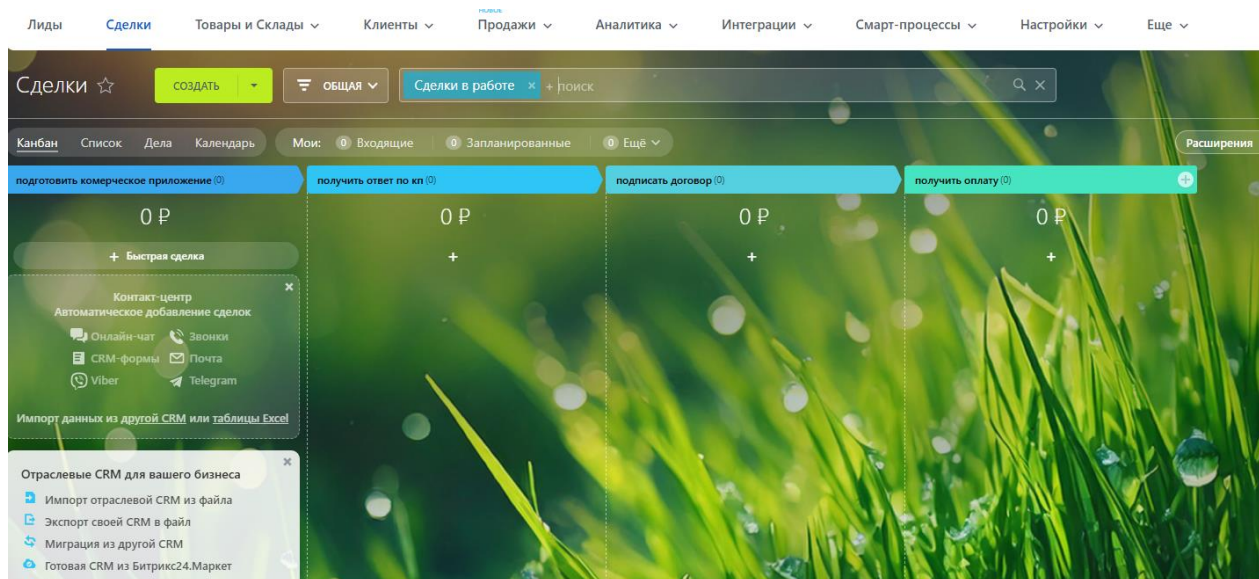 НОВОЕ
Лиды Сделки Товары и Склады Клиенты Продажи Аналитика Интеграции Смарт-процессы Настройки Еще
Сделки СОЗДАТЬ ОБЩАЯ Сделки в работе × + поиск
Канбан Список Дела Календарь Мои: 0 Входящие 0 Запланированные 0 Ещё Расширения
подготовить комерческое приложение (0) получить ответ по кп (0) подписать договор (0) получить оплату (0)
0 ₽ 0 ₽ 0 ₽ 0 ₽
+ Быстрая сделка + + +
Контакт-центр
Автоматическое добавление сделок
Онлайн-чат Звонки
CRM-формы Почта
Viber Telegram
Импорт данных из другой CRM или таблицы Excel
Отраслевые CRM для вашего бизнеса
Импорт отраслевой CRM из файла
Экспорт своей CRM в файл
Миграция из другой CRM
Готовая CRM из Битрикс24.Маркет